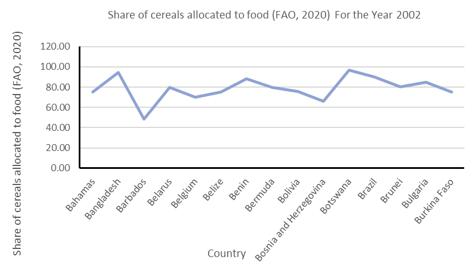 Share of cereals allocated to food (FAO, 2020) For the Year 2002
Share of cereals allocated to food (FAO, 2020)
120.00
100.00
80.00
60.00
40.00
20.00
0.00
Bahamas
Bangladesh
Barbados
Belarus
Belgium
Belize
Benin
Bermuda
Bolivia
Bosnia and Herzegovina
Botswana
Brazil
Brunei
Bulgaria
Burkina Faso
Country